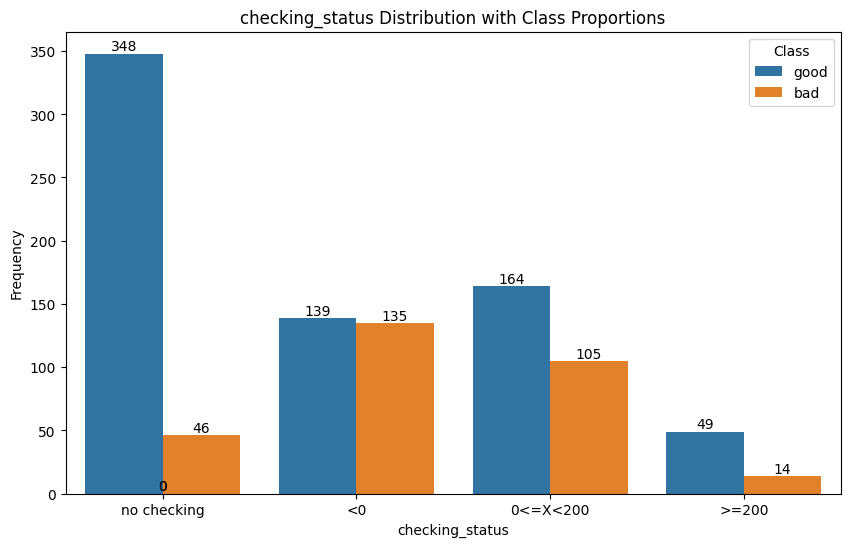 checking_status Distribution with Class Proportions
Class
good
bad
Frequency
350
300
250
200
150
100
50
0
348
46
0
139
135
164
105
49
14
no checking
<0
0<=X<200
>=200
checking_status